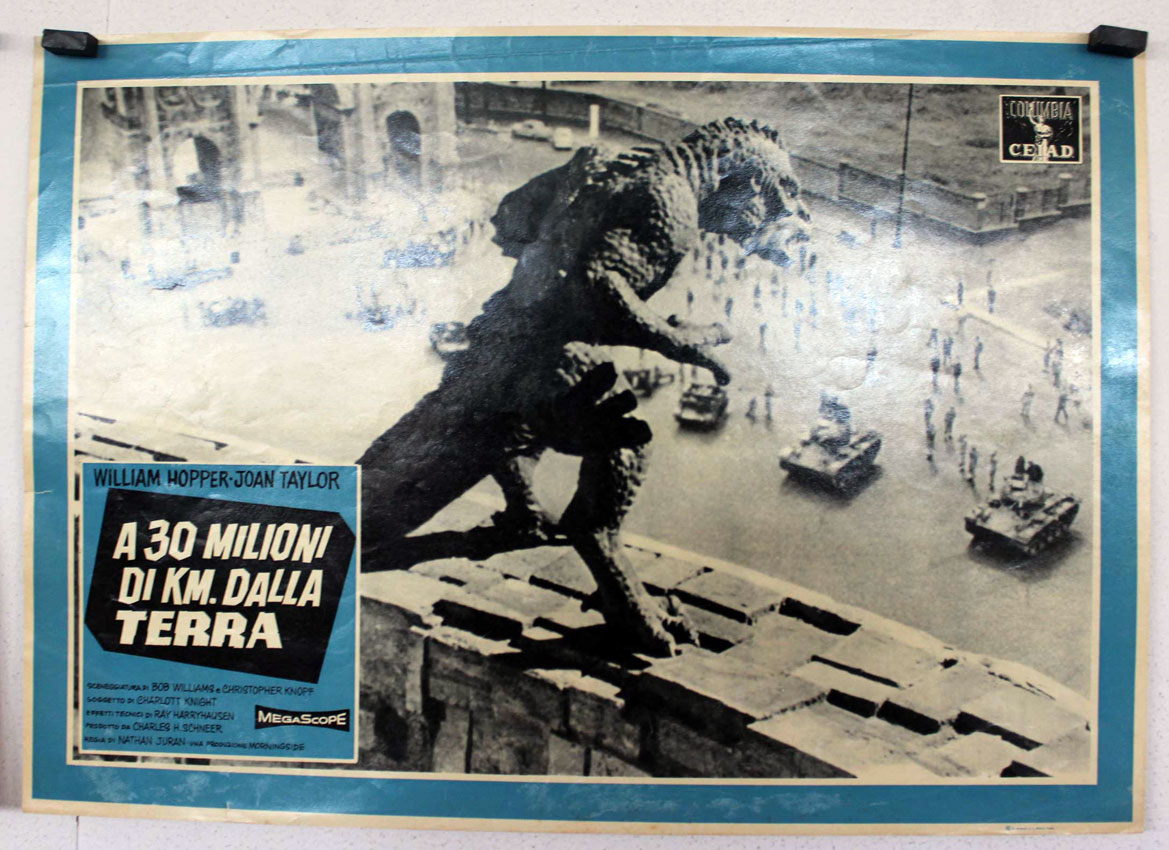 COLUMBIA
C.E.I.A.D.
WILLIAM HOPPER-JOAN TAYLOR
A 30 MILIONI
DI KM. DALLA
TERRA
SCENEGGIATURA DI BOB WILLIAMS e CHRISTOPHER KNOPF
SOGGETTO DI CHARLOTT KNIGHT
EFFETTI TECNICI DI RAY HARRYHAUSEN
PRODOTTO DA CHARLES H. SCHNEER
REGIA DI NATHAN JURAN - UNA PRODUZIONE MORNINGSIDE
MEGASCOPE